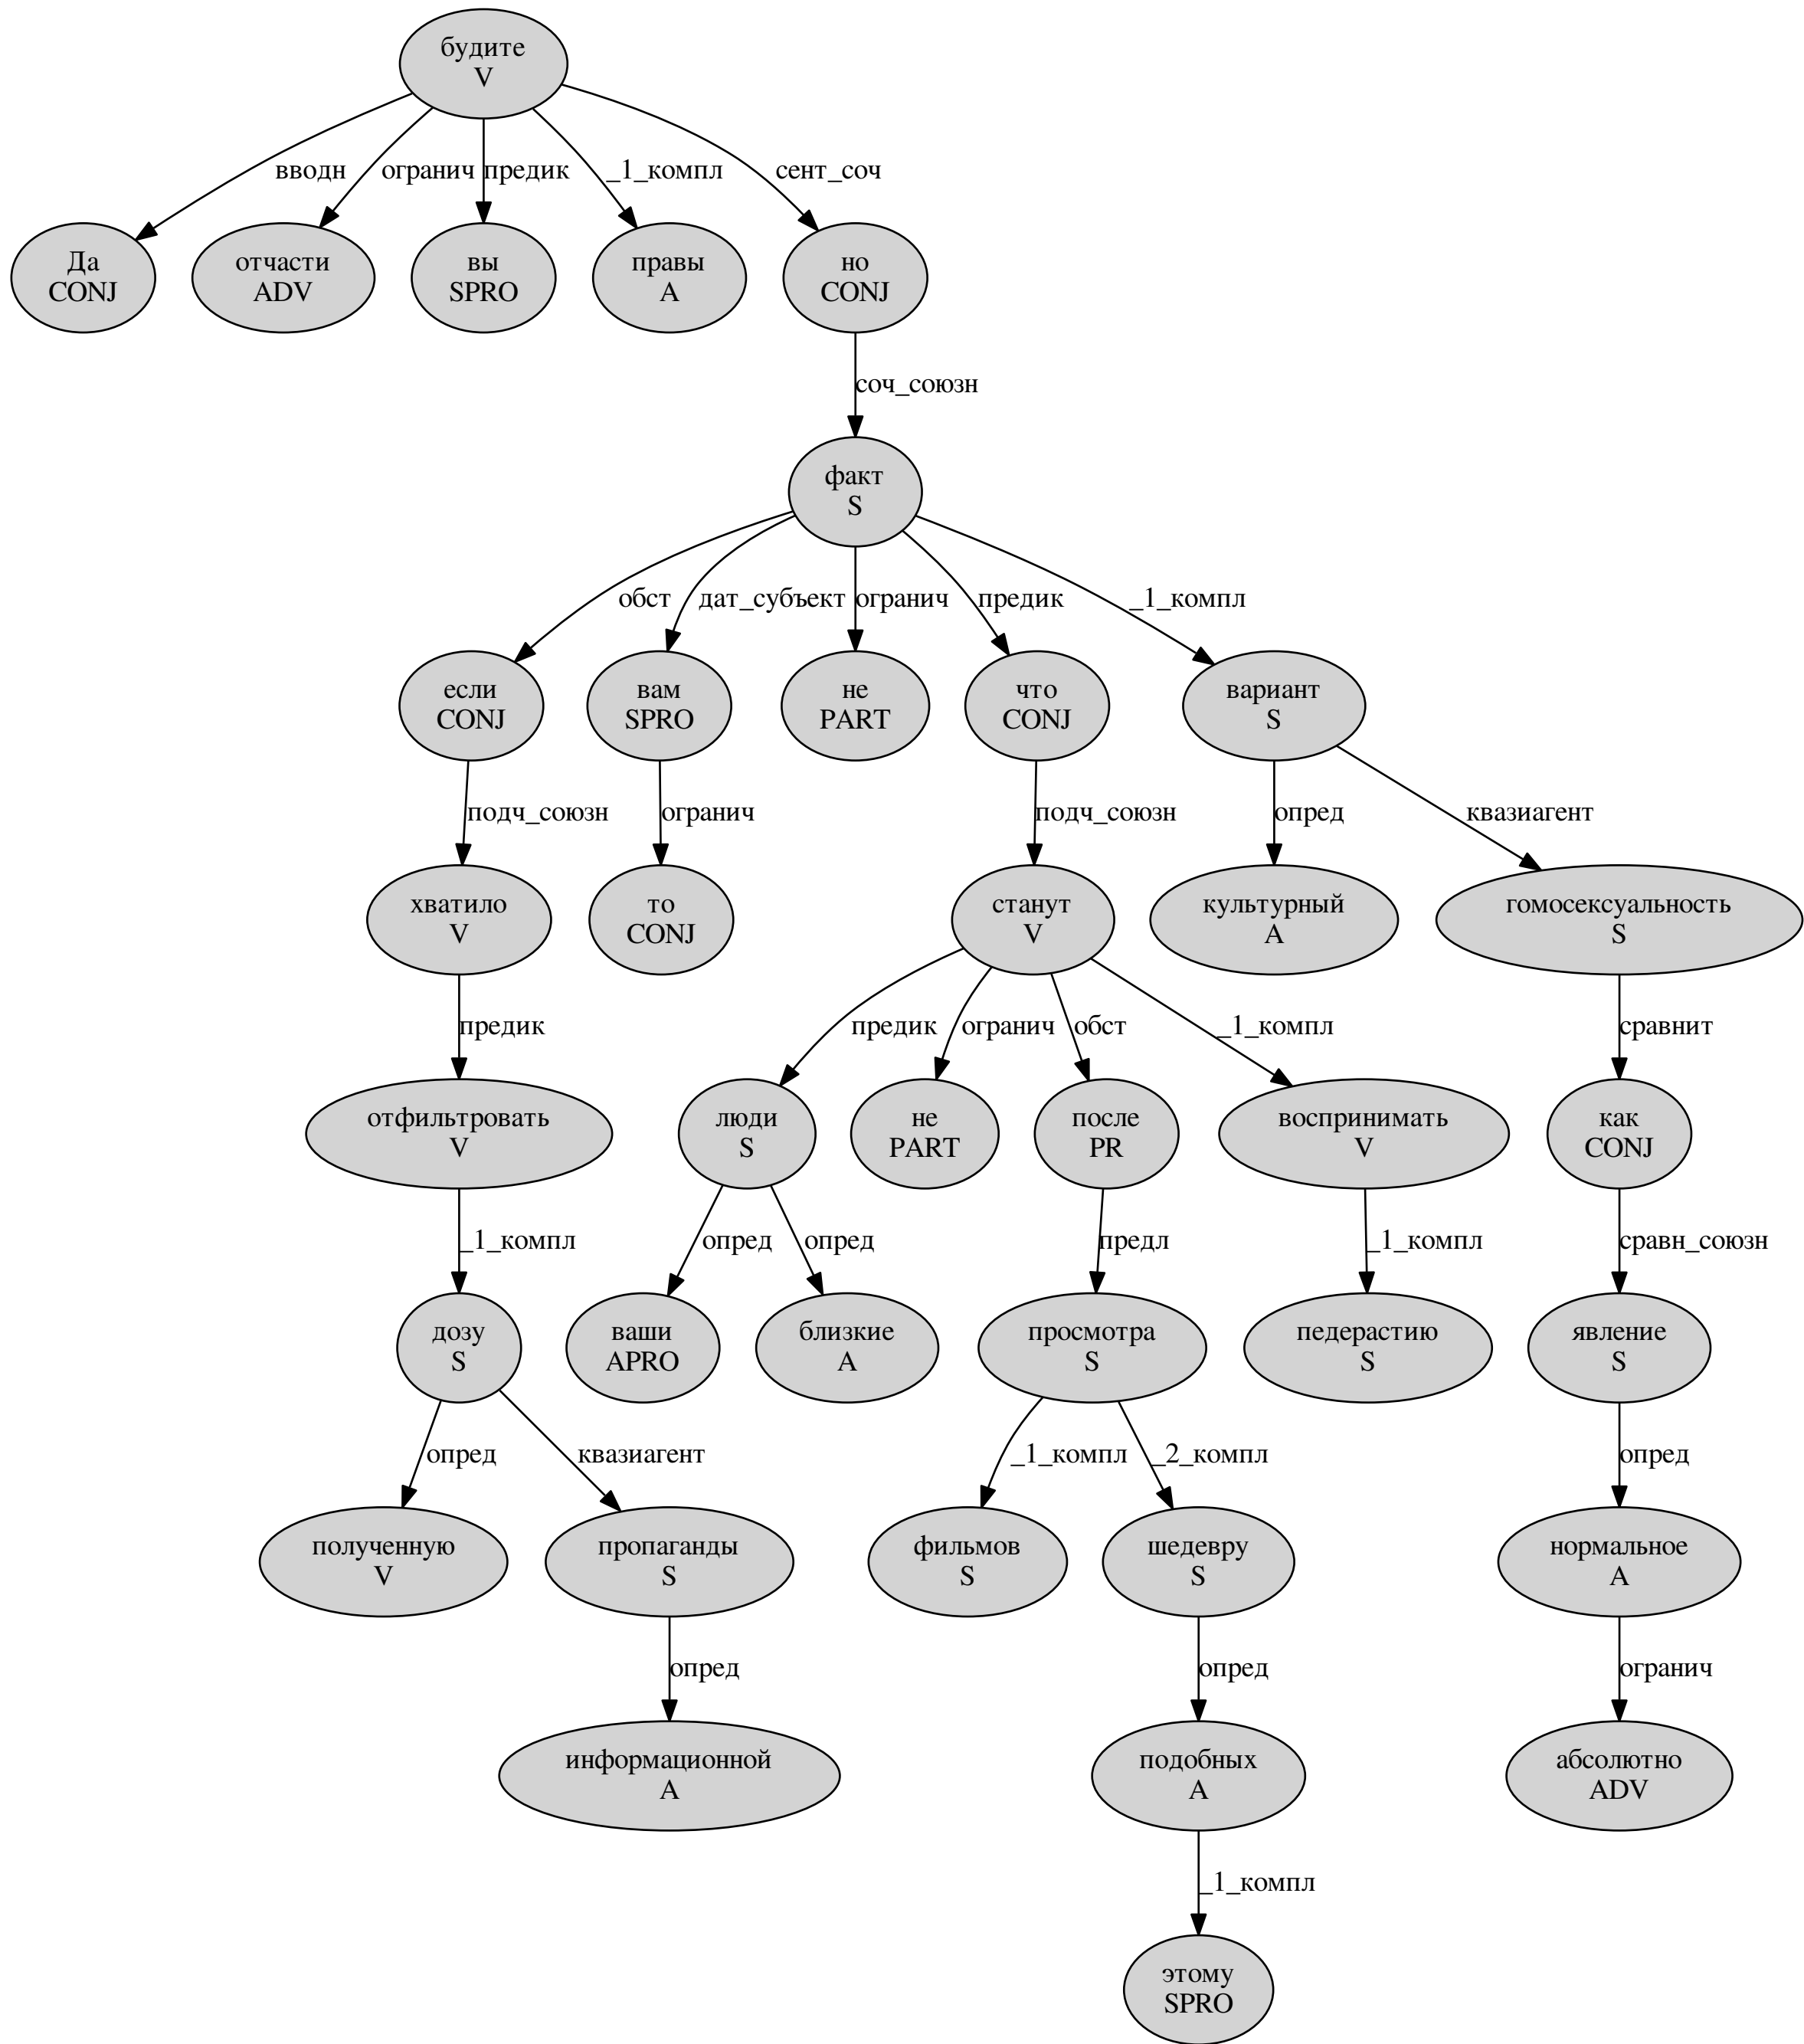 будите
V
вводн огранич предик _1_компл сент_соч
Да отчасти вы правы но
CONJ ADV SPRO A CONJ
соч_союзн
факт
S
обст дат_субъект огранич предик _1_компл
если вам не что вариант
CONJ SPRO PART CONJ S
подч_союзн огранич подч_союзн опред квазиагент
хватило то станут культурный гомосексуальность
V CONJ V A S
предик предик огранич обст _1_компл сравнит
отфильтровать люди не после воспринимать как
V S PART PR V CONJ
_1_компл опред опред предл _1_компл сравн_союзн
дозу ваши близкие просмотра педерастию явление
S APRO A S S S
опред квазиагент _1_компл _2_компл опред
полученную пропаганды фильмов шедевру нормальное
V S S S A
опред опред огранич
информационной подобных абсолютно
A A ADV
_1_компл
этому
SPRO